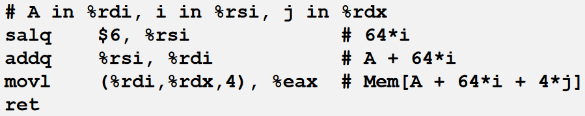 # A in %rdi, i in %rsi, j in %rdx
salq $6, %rsi # 64*i
addq %rsi, %rdi # A + 64*i
movl (%rdi,%rdx,4), %eax # Mem[A + 64*i + 4*j]
ret